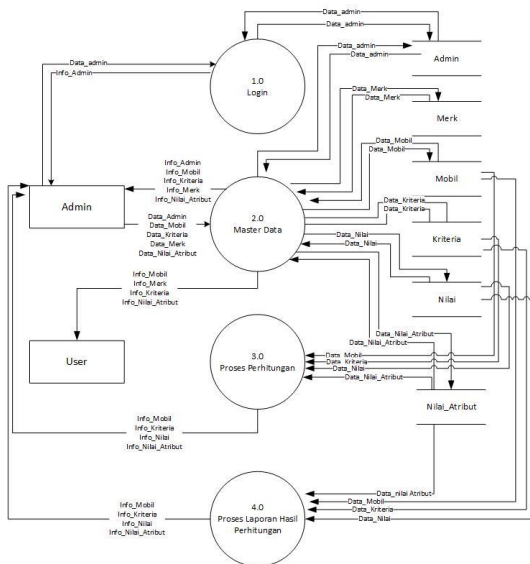 Data_admin
Data_admin
Data_admin
Data_admin
Data_admin
Info_Admin
1.0
Login
Admin
Data_Merk
Data_Merk
Merk
Data_Mobil
Data_Mobil
Mobil
Info_Admin
Info_Mobil
Info_Kriteria
Info_Merk
Info_Nilai_Atribut
Admin
2.0
Master Data
Data_Kriteria
Data_Kriteria
Kriteria
Data_Admin
Data_Mobil
Data_Kriteria
Data_Merk
Data_Nilai_Atribut
Data_Nilai
Data_Nilai
Nilai
Info_Mobil
Info_Merk
Info_Kriteria
Info_Nilai_Atribut
User
Data_Nilai_Atribut
Data_Nilai_Atribut
3.0
Proses Perhitungan
Data_Mobil
Data_Kriteria
Data_Nilai
Data_Nilai_Atribut
Nilai_Atribut
Info_Mobil
Info_Kriteria
Info_Nilai
Info_Nilai_Atribut
4.0
Proses Laporan Hasil
Perhitungan
Data_nilai Atribut
Data_Mobil
Data_Kriteria
Data_Nilai
Info_Mobil
Info_Kriteria
Info_Nilai
Info_Nilai_Atribut